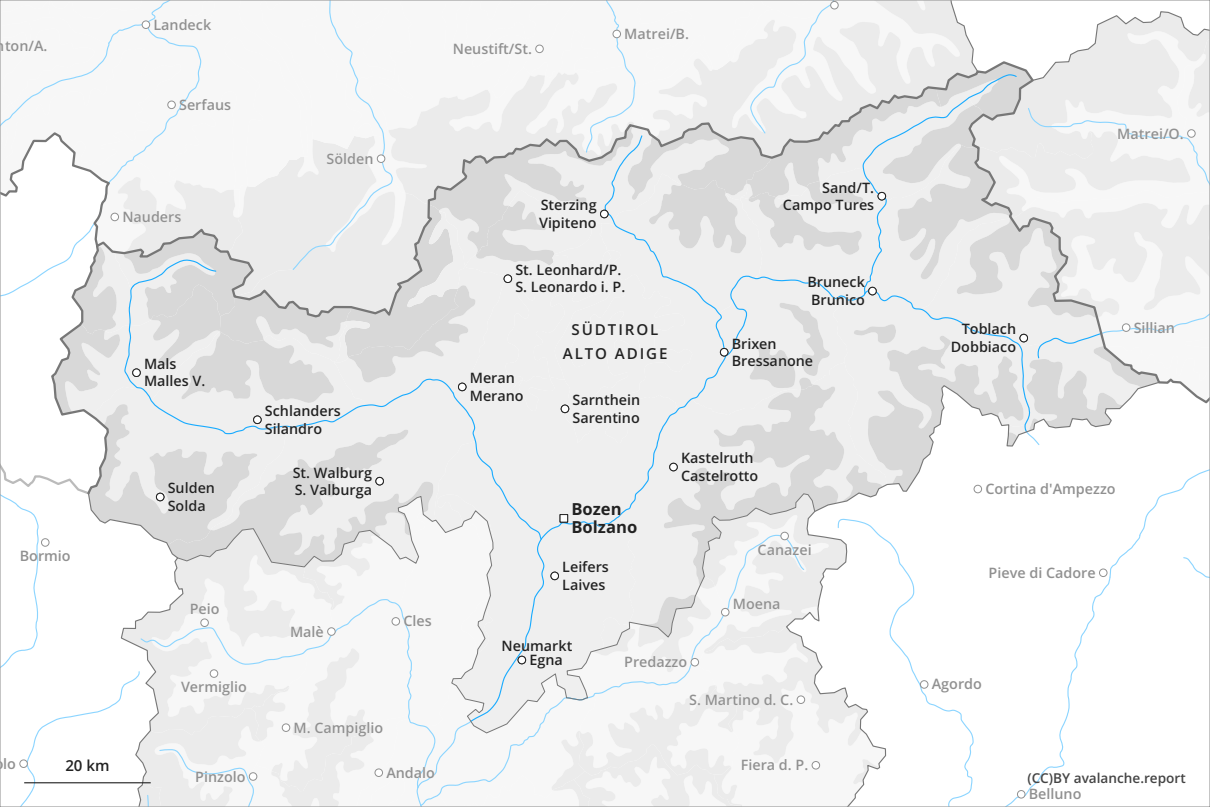 Landeck
nton/A.
Neustift/St.
Matrei/B.
Serfaus
Matrei/O.
Sölden
Nauders
Sand/T.
Campo Tures
Sterzing
Vipiteno
St. Leonhard/P.
S. Leonardo i. P.
Bruneck
Brunico
SÜDTIROL
ALTO ADIGE
Toblach
Dobbiaco
Sillian
Brixen
Bressanone
Mals
Malles V.
Meran
Merano
Sarnthein
Sarentino
Schlanders
Silandro
Kastelruth
Castelrotto
St. Walburg
S. Valburga
Sulden
Solda
Cortina d'Ampezzo
Bozen
Bolzano
Bormio
Canazei
Leifers
Laives
Pieve di Cadore
Peio
Moena
Malè
Cles
Neumarkt
Egna
Predazzo
Vermiglio
Agordo
S. Martino d. C.
M. Campiglio
olo
20 km
Pinzolo
Andalo
Fiera d. P.
(CC)BY avalanche.report
Belluno